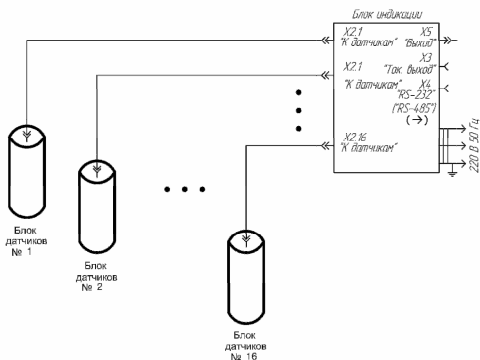 Блок индикации
X2.1 X5
"К датчикам" "Выход"
X3
X2.1 "Ток. выход"
"К датчикам" X4
"RS-232"
("RS-485")
(→)
X2.16
"К датчикам"
220 В 50 Гц
Блок
датчиков
№ 1
Блок
датчиков
№ 2
Блок
датчиков
№ 16